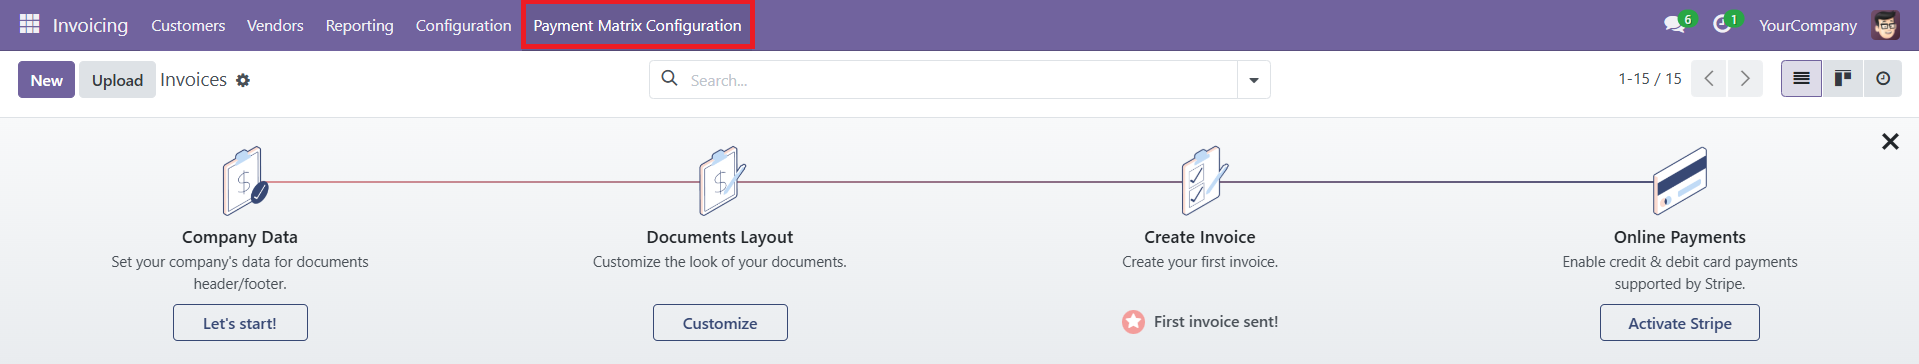 Invoicing Customers Vendors Reporting Configuration Payment Matrix Configuration 6 1 YourCompany
New Upload Invoices Search... 1-15 / 15
Company Data Documents Layout Create Invoice Online Payments
Set your company's data for documents Customize the look of your documents. Create your first invoice. Enable credit & debit card payments
header/footer. supported by Stripe.
Let's start! Customize First invoice sent! Activate Stripe